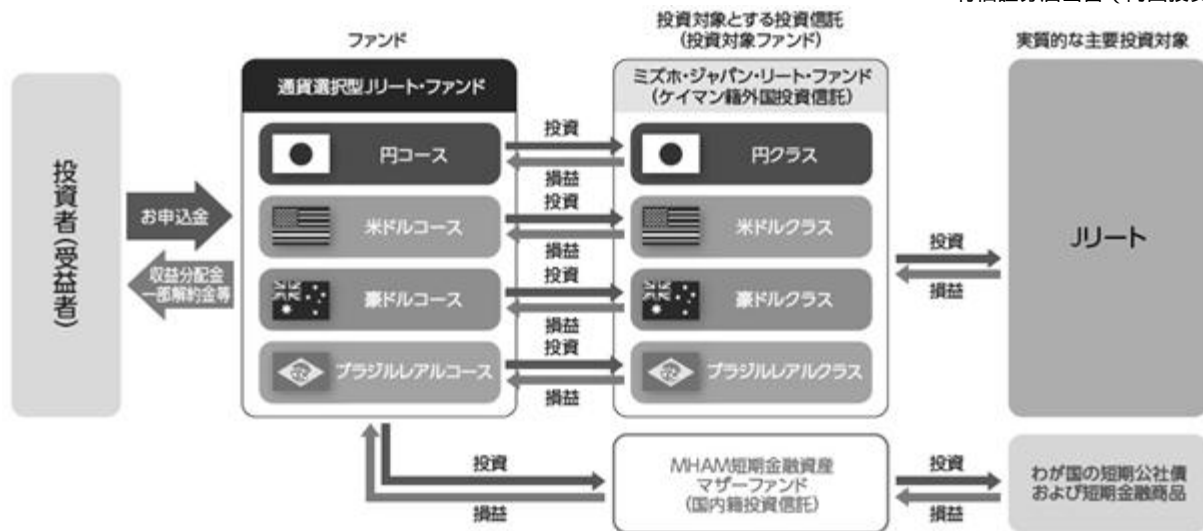 ファンド
投資対象とする投資信託
(投資対象ファンド)
実質的な主要投資対象
投資者(受益者)
お申込金
収益分配金
一部解約金等
通貨選択型Jリート・ファンド
円コース
米ドルコース
豪ドルコース
ブラジルレアルコース
投資
損益
投資
損益
投資
損益
投資
損益
ミズホ・ジャパン・リート・ファンド
(ケイマン籍外国投資信託)
円クラス
米ドルクラス
豪ドルクラス
ブラジルレアルクラス
投資
損益
Jリート
投資
損益
MHAM短期金融資産
マザーファンド
(国内籍投資信託)
投資
損益
わが国の短期公社債
および短期金融商品